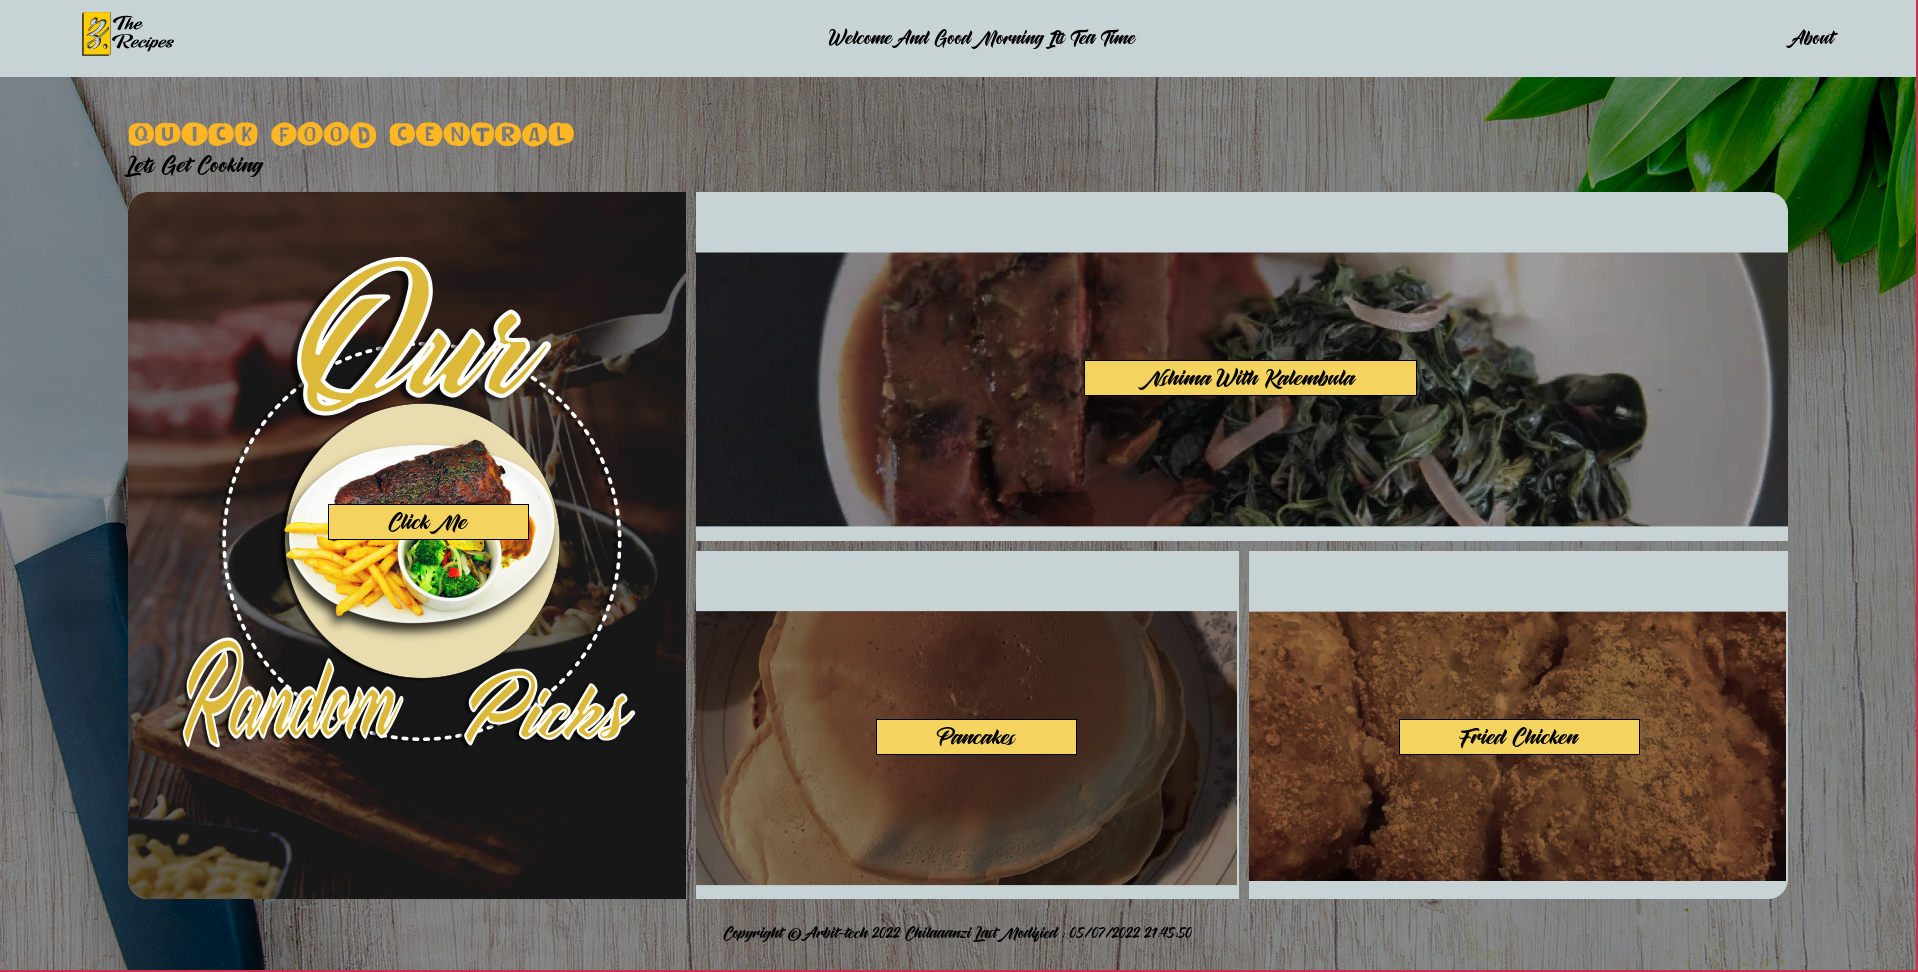 The
Recipes
Welcome And Good Morning Its Tea Time
About
QUICK FOOD CENTRAL
Lets Get Cooking
Our
Click Me
Random Picks
Nshima With Kalembula
Pancakes
Fried Chicken
Copyright © Arbit-tech 2022 Chilaaanzi Last Modified : 05/07/2022 21:45:50